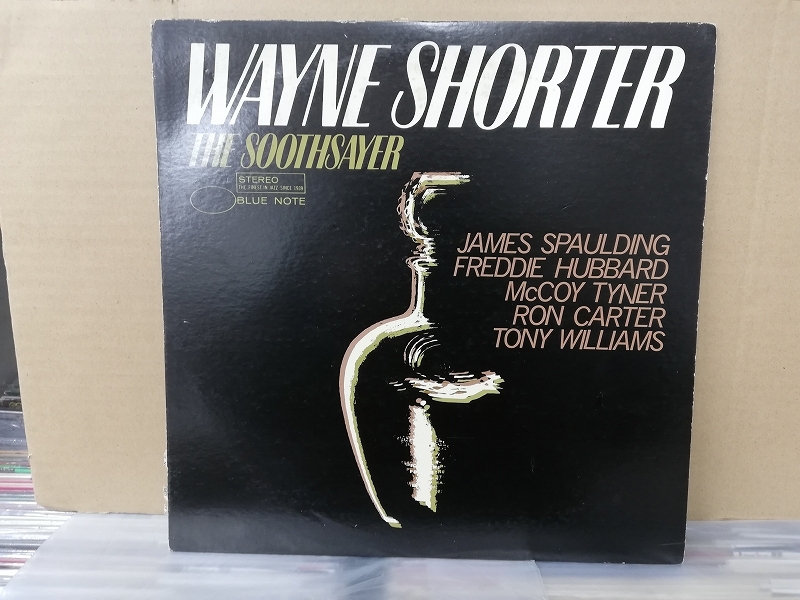 WAYNE SHORTER
THE SOOTHSAYER
STEREO
THE FINEST IN JAZZ SINCE 1939
BLUE NOTE
JAMES SPAULDING
FREDDIE HUBBARD
McCOY TYNER
RON CARTER
TONY WILLIAMS